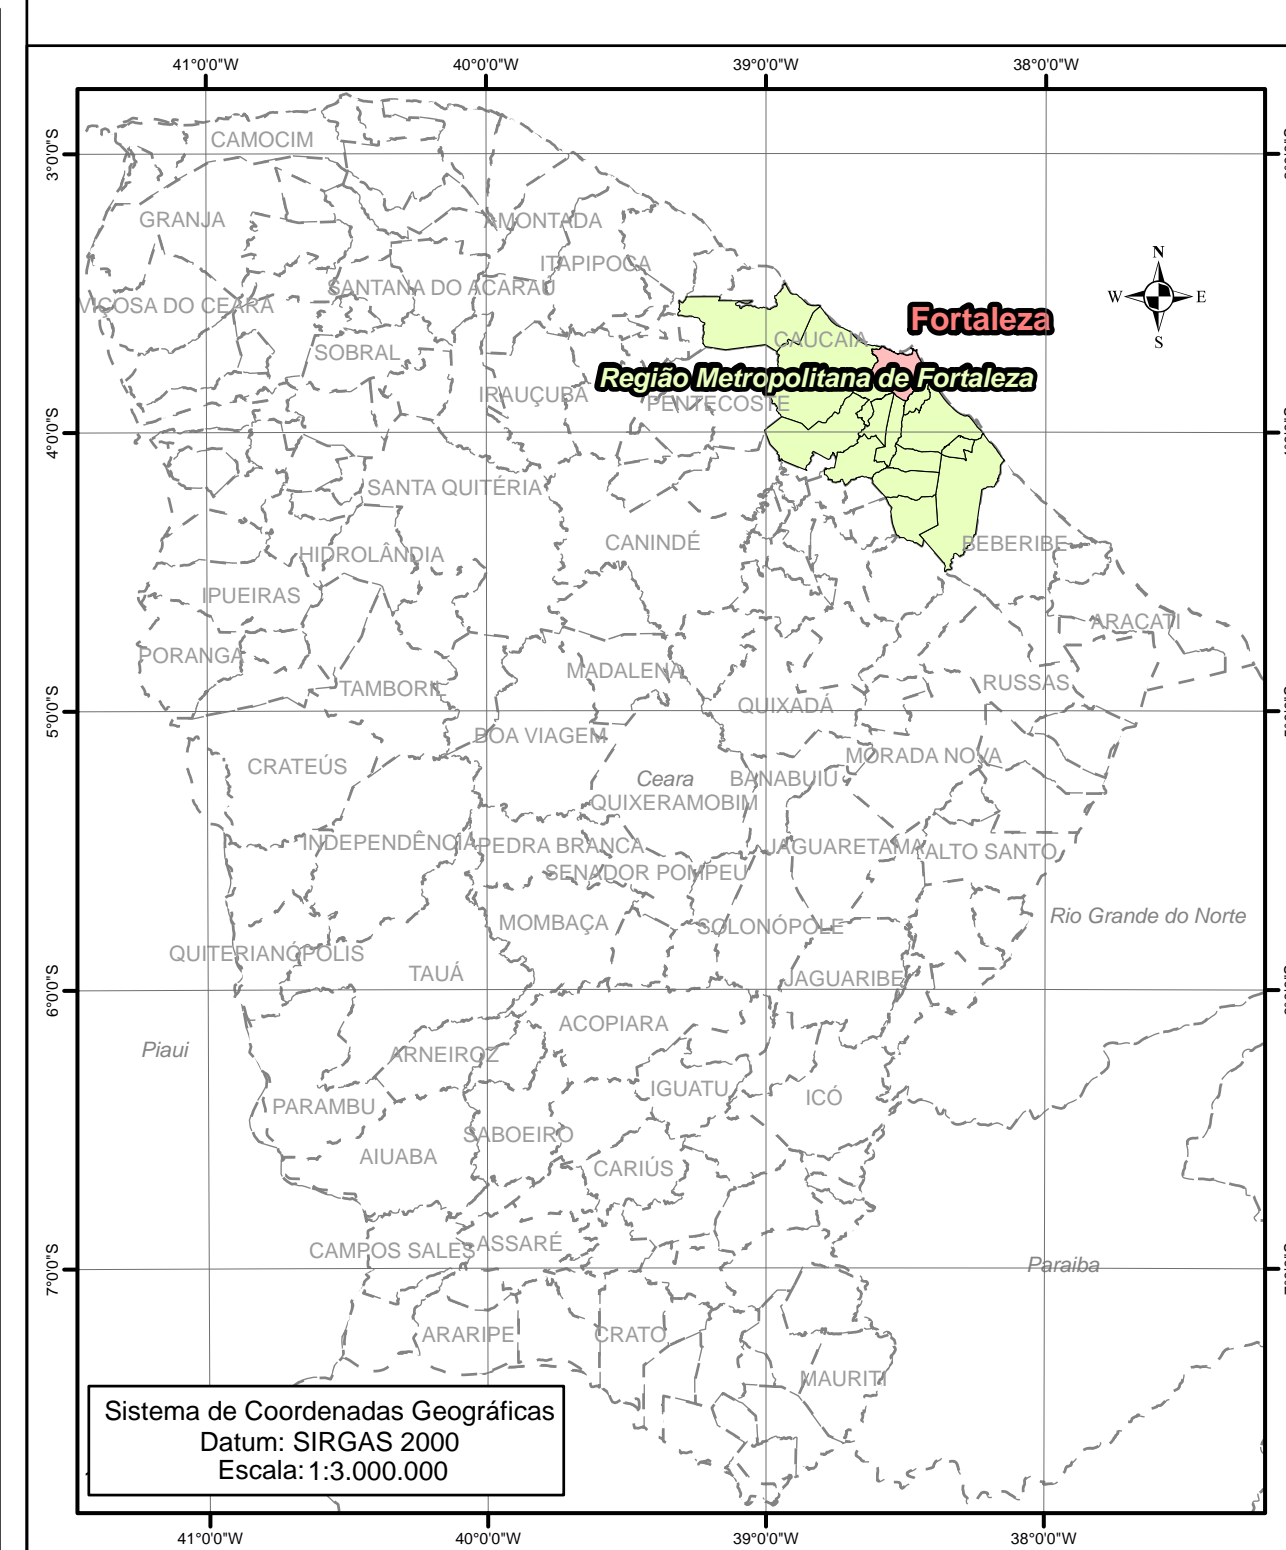 41°0'0"W
40°0'0"W
39°0'0"W
38°0'0"W
3°0'0"S
CAMOCIM
GRANJA
AMONTADA
N
ITAPIPOCA
SANTANA DO ACARAÚ
W
E
VIÇOSA DO CEARÁ
Fortaleza
CAUCAIA
S
SOBRAL
Região Metropolitana de Fortaleza
IRAUÇUBA
PENTECOSTE
4°0'0"S
SANTA QUITÉRIA
CANINDÉ
BEBERIBE
HIDROLÂNDIA
IPUEIRAS
ARACATI
PORANGA
MADALENA
RUSSAS
TAMBORIL
5°0'0"S
QUIXADÁ
BOA VIAGEM
MORADA NOVA
CRATEÚS
Ceara
BANABUIÚ
QUIXERAMOBIM
INDEPENDÊNCIA
PEDRA BRANCA
JAGUARETAMA
ALTO SANTO
SENADOR POMPEU
Rio Grande do Norte
MOMBAÇA
SOLONÓPOLE
QUITERIANÓPOLIS
TAUÁ
JAGUARIBE
6°0'0"S
ACOPIARA
Piaui
ARNEIROZ
IGUATU
ICÓ
PARAMBU
SABOEIRO
AIUABA
CARIÚS
CAMPOS SALES
ASSARÉ
Paraiba
7°0'0"S
ARARIPE
CRATO
MAURITI
Sistema de Coordenadas Geográficas
Datum: SIRGAS 2000
Escala: 1:3.000.000
41°0'0"W
40°0'0"W
39°0'0"W
38°0'0"W